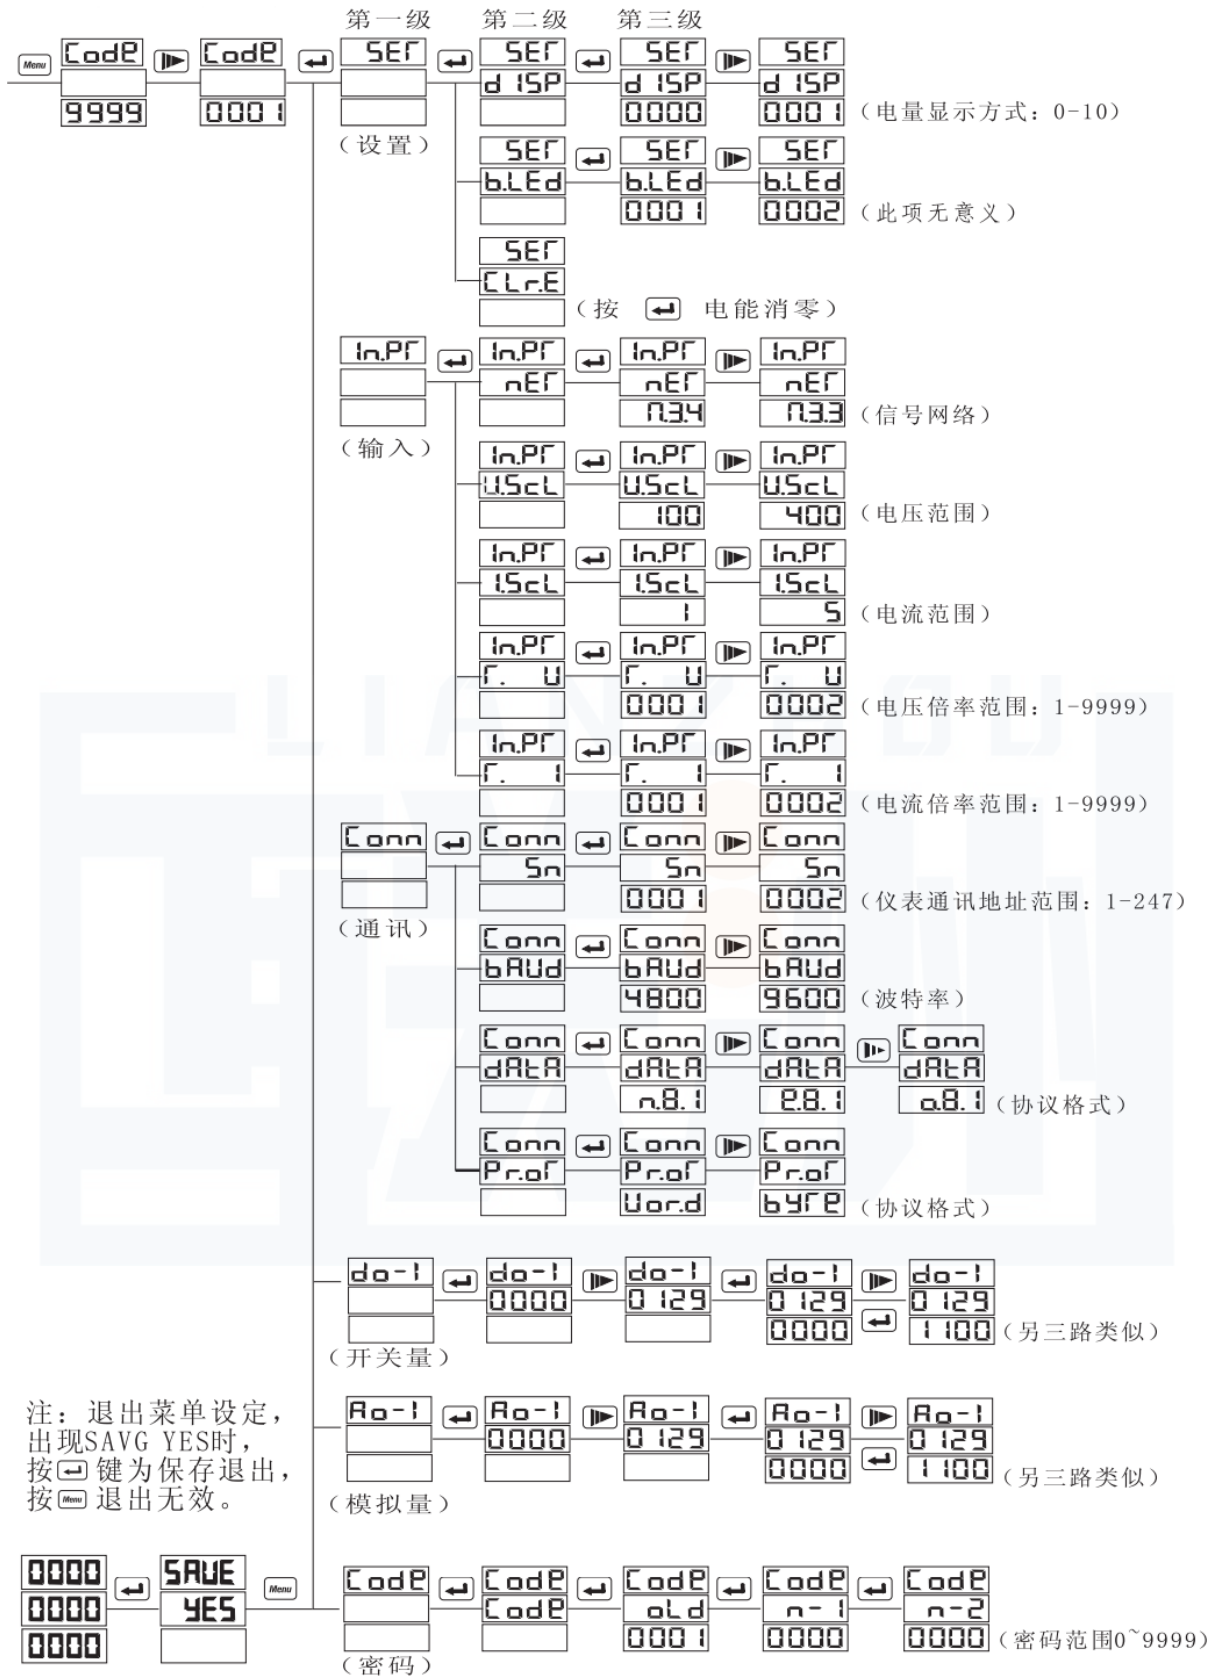 第一级 第二级 第三级
Menu CodE CodE SET SET SET SET
dISP dISP dISP
9999 0001 0000 0001 （电量显示方式：0-10）
（设置）
SET SET SET
b.LEd b.LEd b.LEd
0001 0002 （此项无意义）
SET
CLr.E
（按 电能消零）
In.PT In.PT In.PT In.PT
nET nET nET
n.3.4 n.3.3 （信号网络）
（输入）
In.PT In.PT In.PT
U.ScL U.ScL U.ScL
100 400 （电压范围）
In.PT In.PT In.PT
I.ScL I.ScL I.ScL
1 5 （电流范围）
In.PT In.PT In.PT
T. U T. U T. U
0001 0002 （电压倍率范围：1-9999）
In.PT In.PT In.PT
T. I T. I T. I
0001 0002 （电流倍率范围：1-9999）
Conn Conn Conn Conn
Sn Sn Sn
0001 0002 （仪表通讯地址范围：1-247）
（通讯）
Conn Conn Conn
bAUd bAUd bAUd
4800 9600 （波特率）
Conn Conn Conn Conn
dAtA dAtA dAtA dAtA
n.8.1 e.8.1 o.8.1 （协议格式）
Conn Conn Conn
Pr.oT Pr.oT Pr.oT
Uor.d bYTE （协议格式）
do-1 do-1 do-1 do-1 do-1
0000 0129 0129 0129
0000 1100 （另三路类似）
（开关量）
Ao-1 Ao-1 Ao-1 Ao-1 Ao-1
0000 0129 0129 0129
0000 1100 （另三路类似）
（模拟量）
注：退出菜单设定，
出现SAVG YES时，
按 键为保存退出，
按 Menu 退出无效。
0000 SAUE Menu CodE CodE CodE CodE CodE
0000 YES CodE oLd n-1 n-2
0000 0001 0000 0000 （密码范围0~9999）
（密码）
LIANZHOU